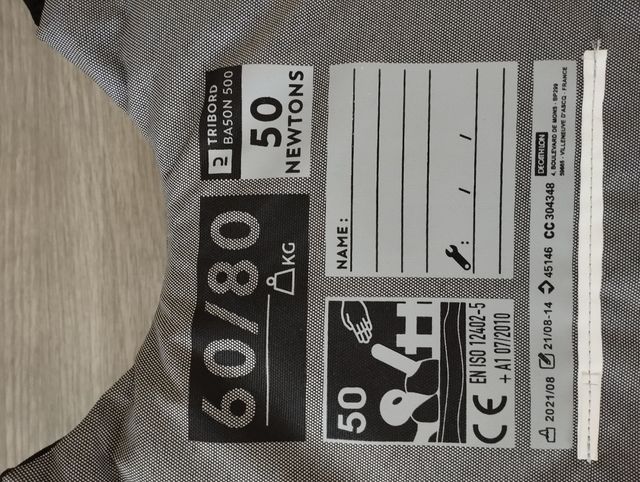 TRIBORD
BA50N 500
50
NEWTONS
60/80
KG
NAME:
/ /
50
CE EN ISO 12402-5
+ A1 07/2010
DECATHLON
4, BOULEVARD DE MONS - BP299
59665 - VILLENEUVE D'ASCQ - FRANCE
2021/08 21/08-14 45146 CC 304348